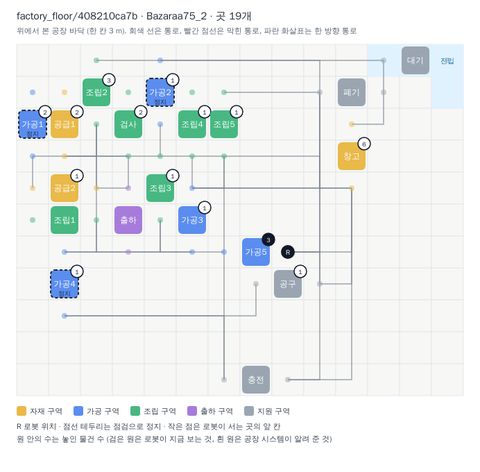 factory_floor/408210ca7b · Bazaraa75_2 · 곳 19개
위에서 본 공장 바닥 (한 칸 3 m). 회색 선은 통로, 빨간 점선은 막힌 통로, 파란 화살표는 한 방향 통로
대기
진입
조립2
3
가공2
1
정지
폐기
가공1
2
정지
공급1
2
검사
2
조립4
1
조립5
1
창고
6
공급2
1
조립3
1
조립1
출하
가공3
1
가공5
3
R
가공4
1
정지
공구
1
충전
자재 구역
가공 구역
조립 구역
출하 구역
지원 구역
R 로봇 위치 · 점선 테두리는 점검으로 정지 · 작은 점은 로봇이 서는 곳의 앞 칸
원 안의 수는 놓인 물건 수 (검은 원은 로봇이 지금 보는 것, 흰 원은 공장 시스템이 알려 준 것)